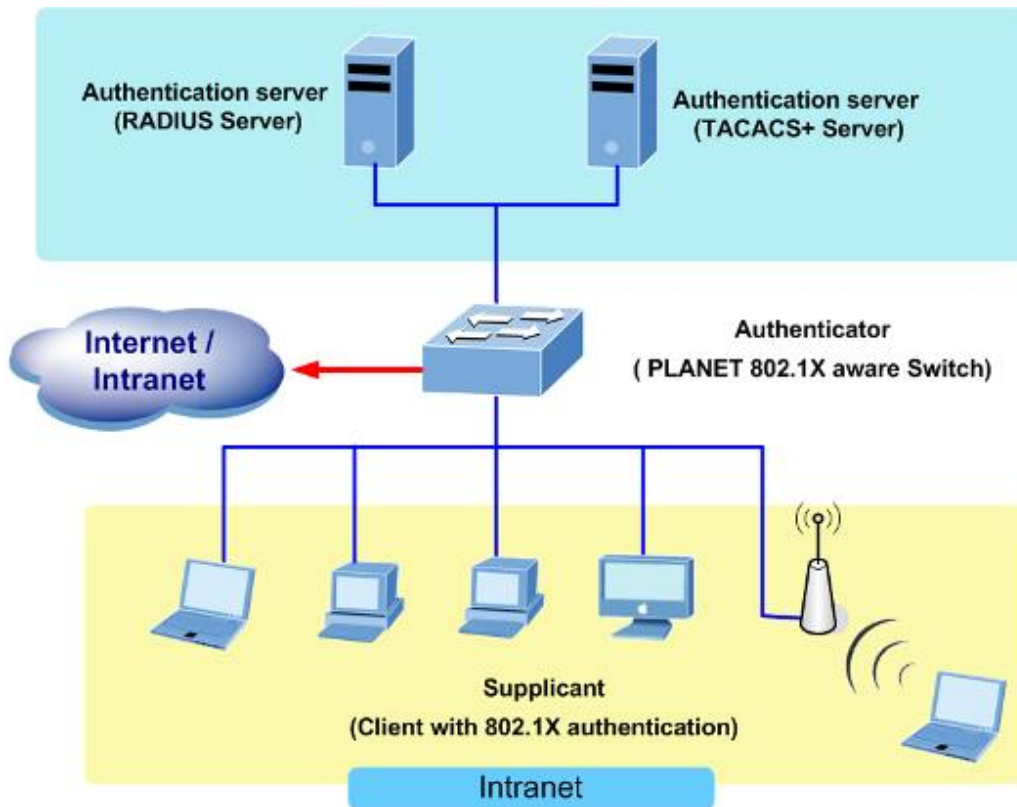 Authentication server
(RADIUS Server)
Authentication server
(TACACS+ Server)
Internet /
Intranet
Authenticator
( PLANET 802.1X aware Switch)
Supplicant
(Client with 802.1X authentication)
Intranet